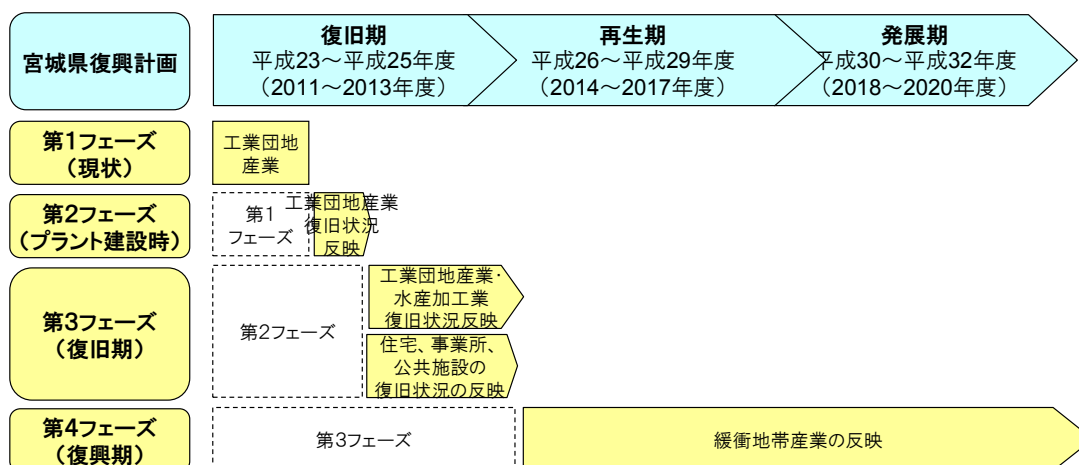 宮城県復興計画
復旧期
平成23～平成25年度
（2011～2013年度）
再生期
平成26～平成29年度
（2014～2017年度）
発展期
平成30～平成32年度
（2018～2020年度）
第1フェーズ
（現状）
工業団地
産業
第2フェーズ
（プラント建設時）
第1
フェーズ
工業団地産業
復旧状況
反映
第3フェーズ
（復旧期）
第2フェーズ
工業団地産業・
水産加工業
復旧状況反映
住宅、事業所、
公共施設の
復旧状況の反映
第4フェーズ
（復興期）
第3フェーズ
緩衝地帯産業の反映